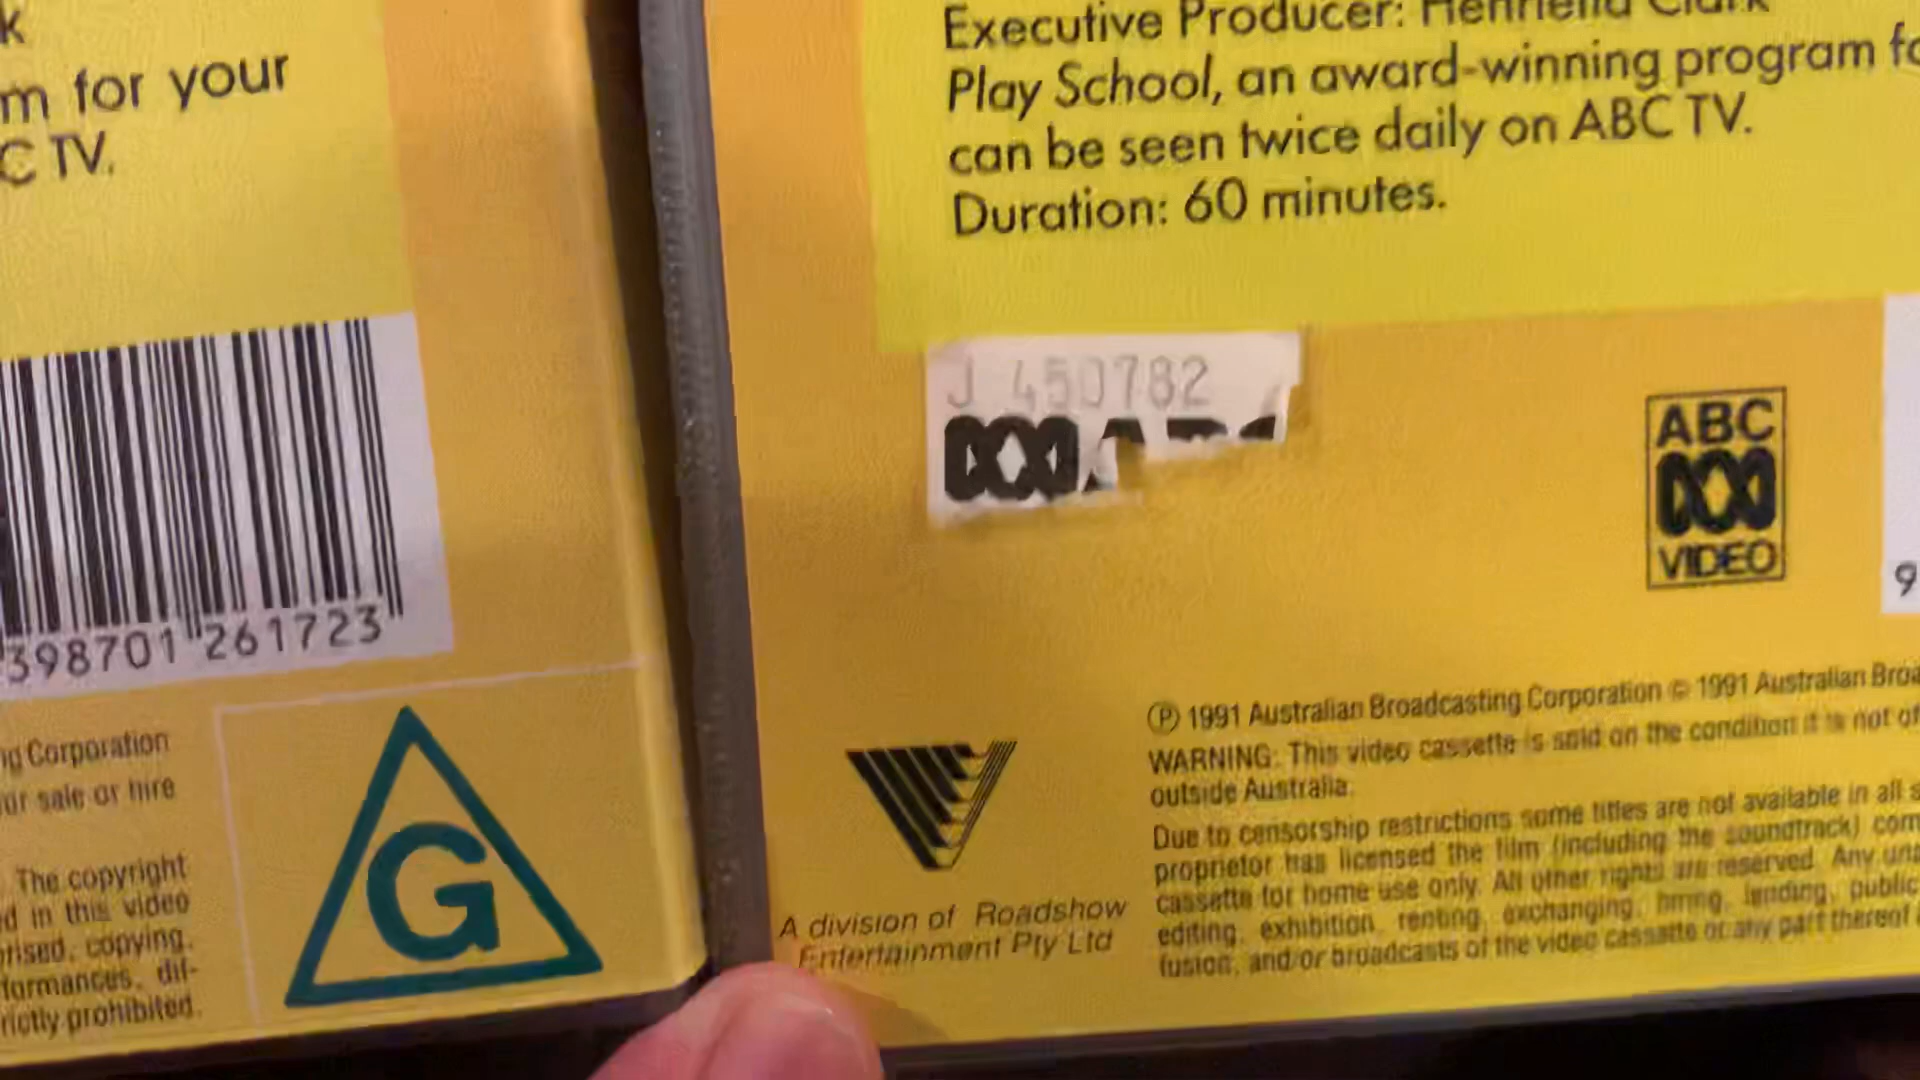 k
m for your
C TV.
398701 261723
ng Corporation
or sale or hire
The copyright
d in this video
rised, copying,
formances, dif-
rictly prohibited.
G
Executive Producer: Henrietta Clark
Play School, an award-winning program fo
can be seen twice daily on ABC TV.
Duration: 60 minutes.
J 450782
ABC
VIDEO
9
A division of Roadshow
Entertainment Pty Ltd
Ⓟ 1991 Australian Broadcasting Corporation © 1991 Australian Broa
WARNING: This video cassette is sold on the condition it is not of
outside Australia.
Due to censorship restrictions some titles are not available in all s
proprietor has licensed the film (including the soundtrack) com
cassette for home use only. All other rights are reserved. Any una
editing, exhibition, renting, exchanging, hiring, lending, public
fusion, and/or broadcasts of the video cassette or any part thereof